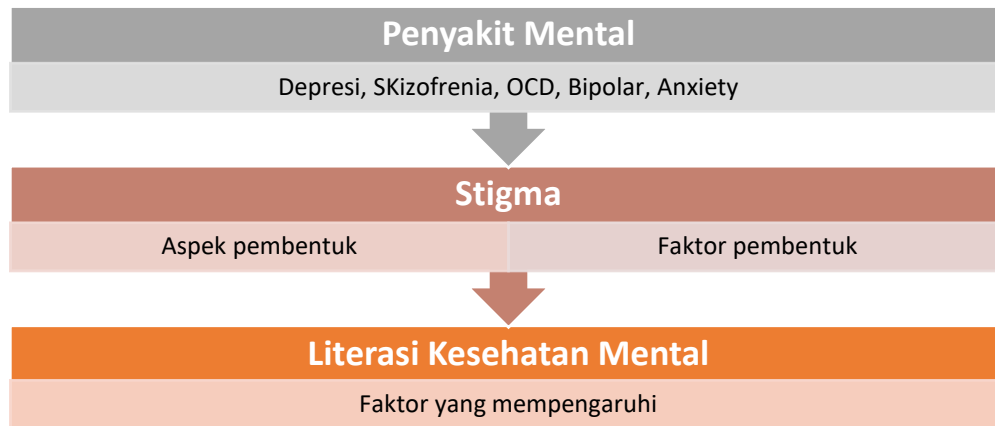 Penyakit Mental
Depresi, SKizofrenia, OCD, Bipolar, Anxiety
Stigma
Aspek pembentuk
Faktor pembentuk
Literasi Kesehatan Mental
Faktor yang mempengaruhi